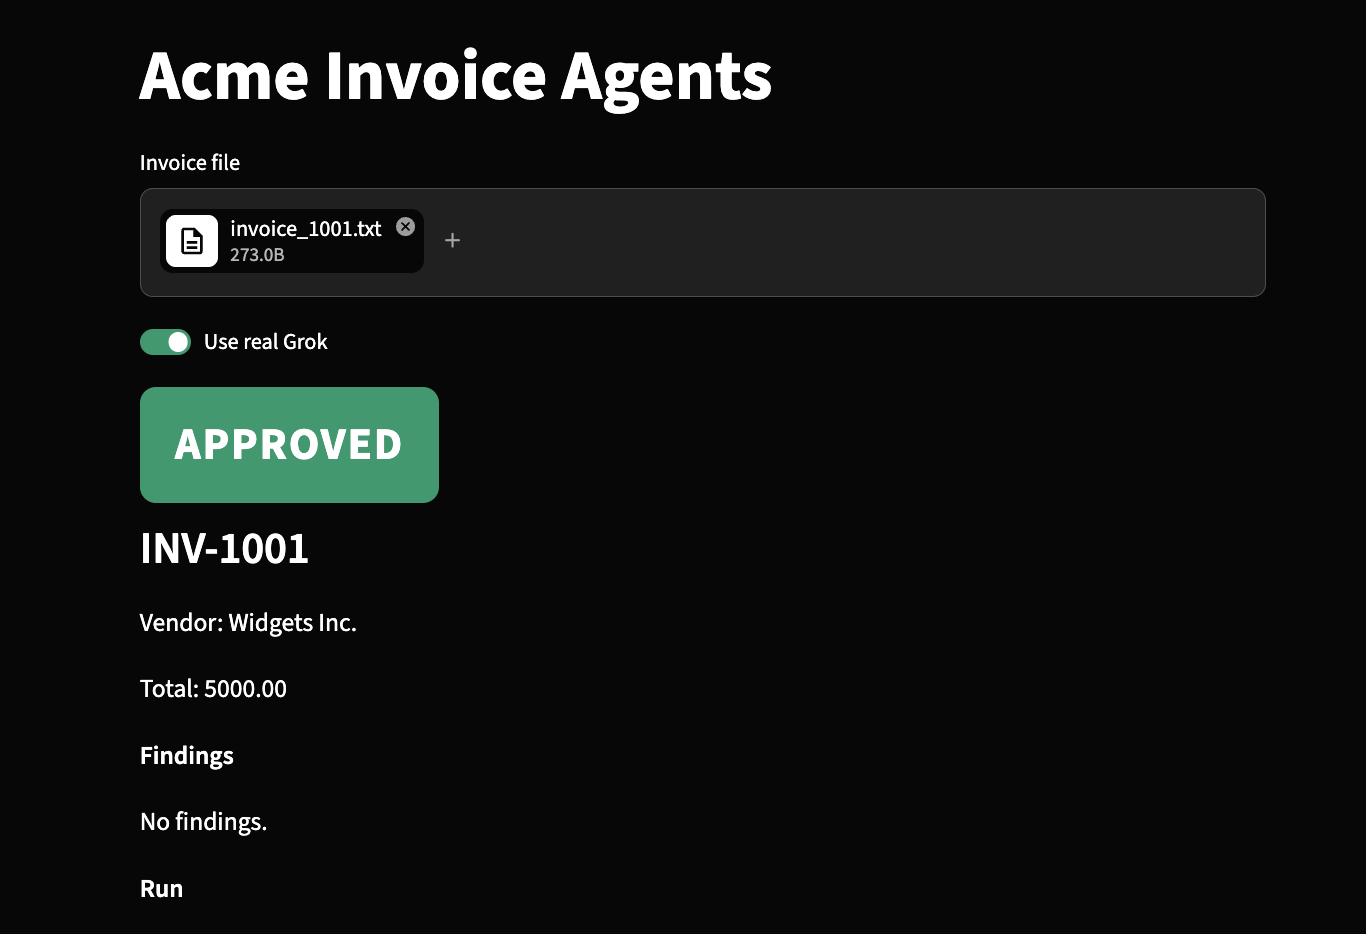 Acme Invoice Agents
Invoice file
invoice_1001.txt
273.0B
Use real Grok
APPROVED
INV-1001
Vendor: Widgets Inc.
Total: 5000.00
Findings
No findings.
Run